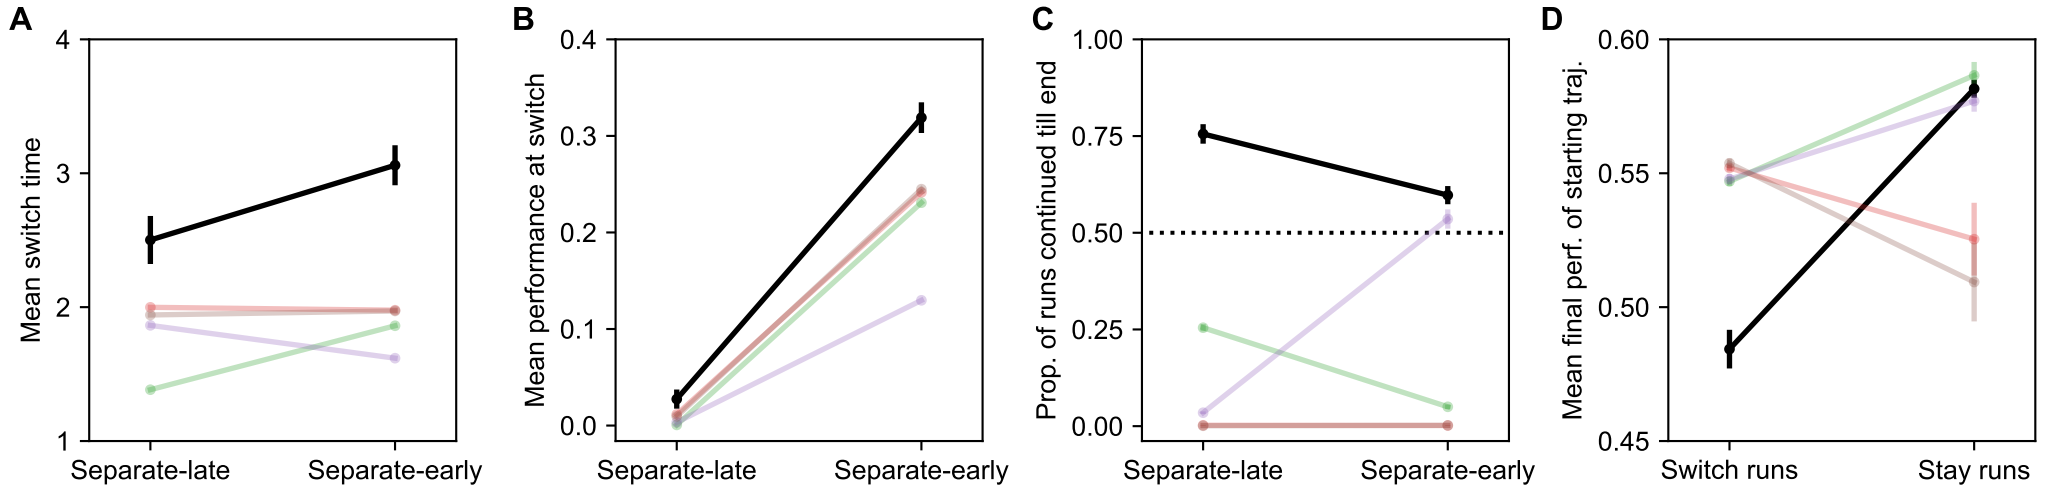 A
Mean switch time
4
3
2
1
Separate-late
Separate-early
B
Mean performance at switch
0.4
0.3
0.2
0.1
0.0
Separate-late
Separate-early
C
Prop. of runs continued till end
1.00
0.75
0.50
0.25
0.00
Separate-late
Separate-early
D
Mean final perf. of starting traj.
0.60
0.55
0.50
0.45
Switch runs
Stay runs